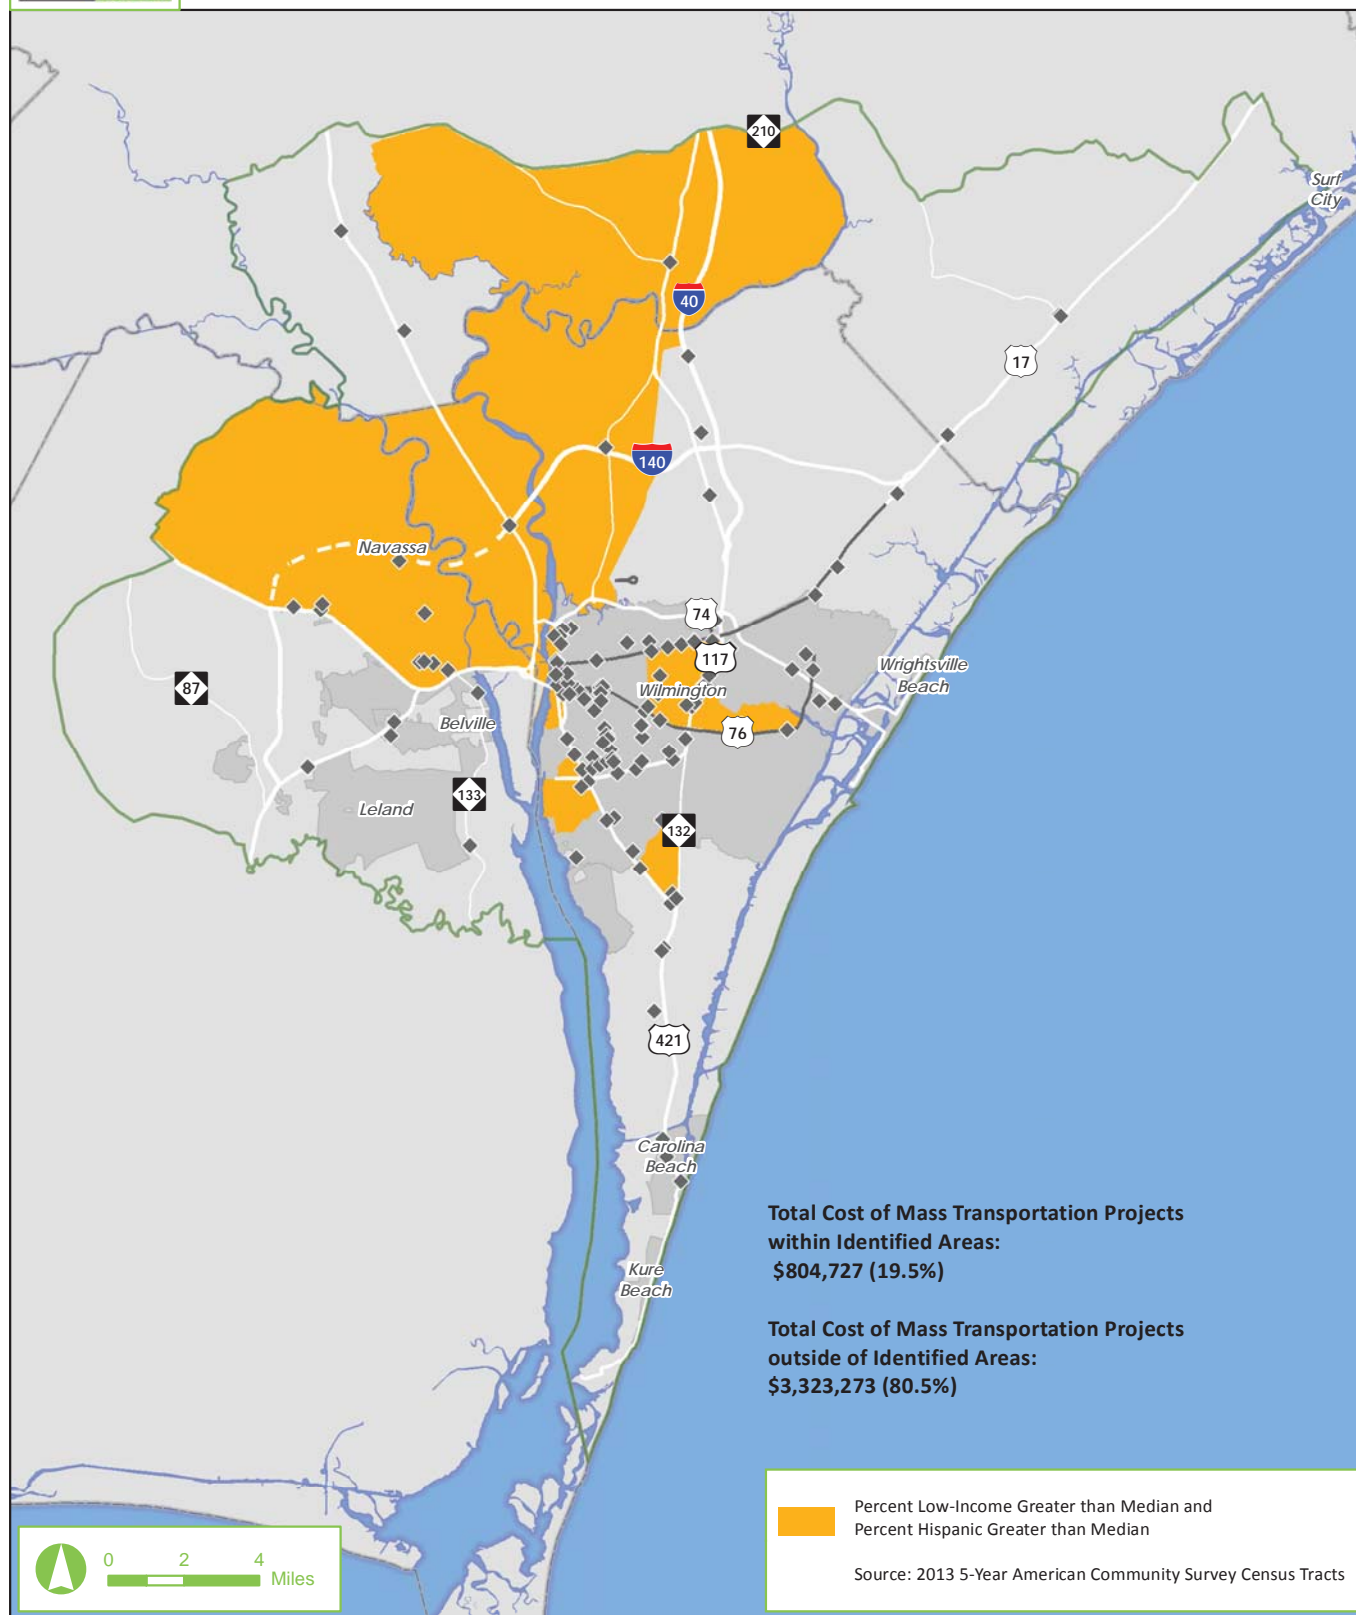 210
Surf
City
40
17
140
Navassa
74
117
Wrightsville
Beach
87
Wilmington
Belville
76
133
Leland
132
421
Carolina
Beach
Total Cost of Mass Transportation Projects
within Identified Areas:
$804,727 (19.5%)
Kure
Beach
Total Cost of Mass Transportation Projects
outside of Identified Areas:
$3,323,273 (80.5%)
Percent Low-Income Greater than Median and
Percent Hispanic Greater than Median
Source: 2013 5-Year American Community Survey Census Tracts
0 2 4
Miles